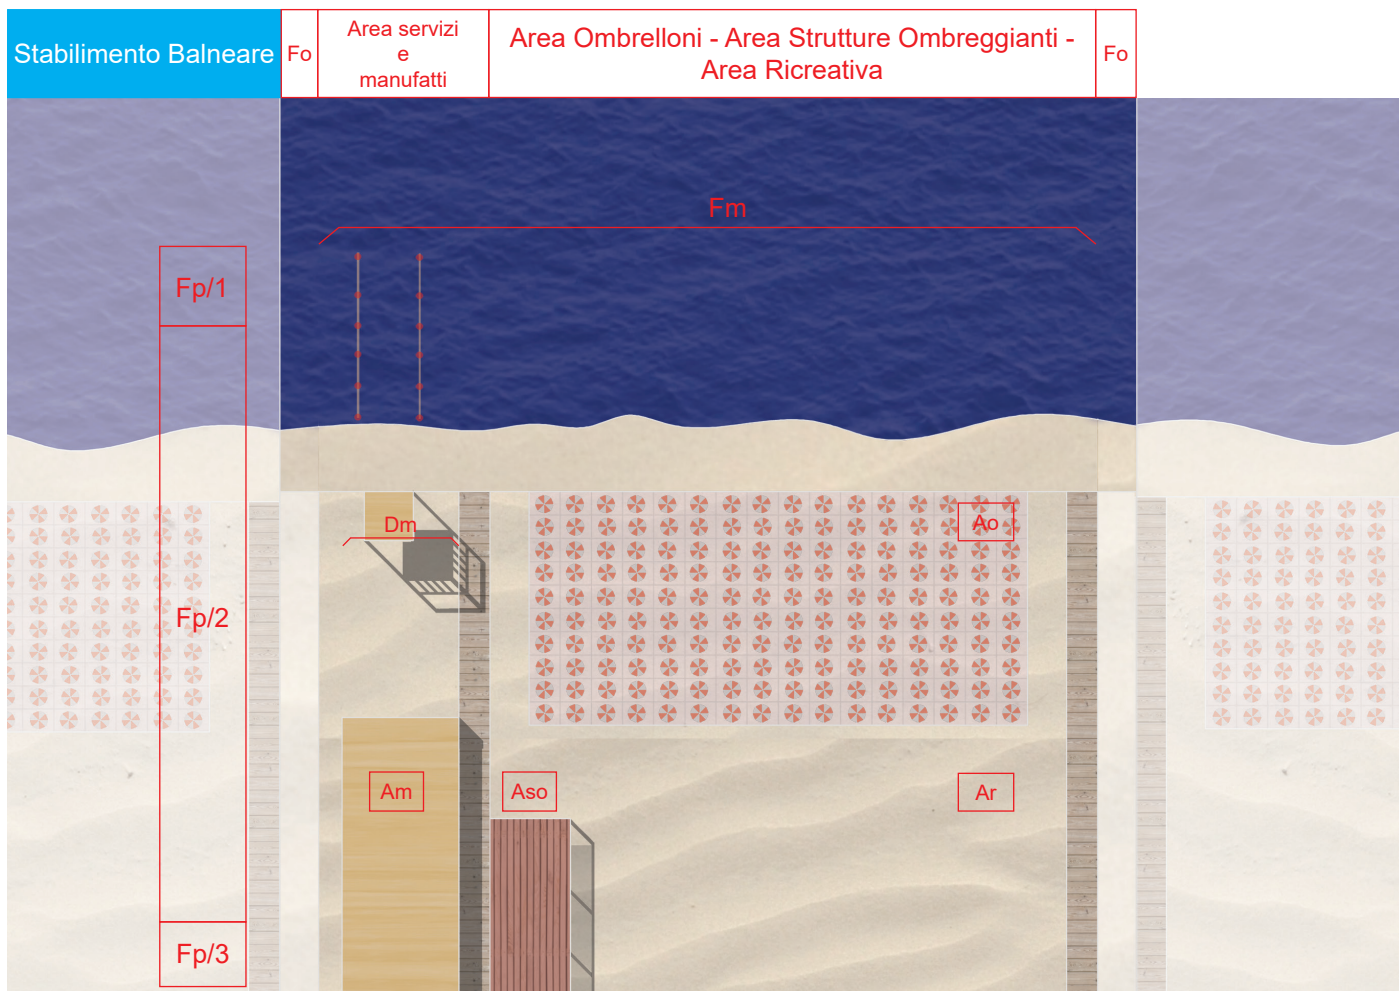 Stabilimento Balneare
Fo
Area servizi
e
manufatti
Area Ombrelloni - Area Strutture Ombreggianti -
Area Ricreativa
Fo
Fm
Fp/1
Dm
Ao
Fp/2
Am
Aso
Ar
Fp/3